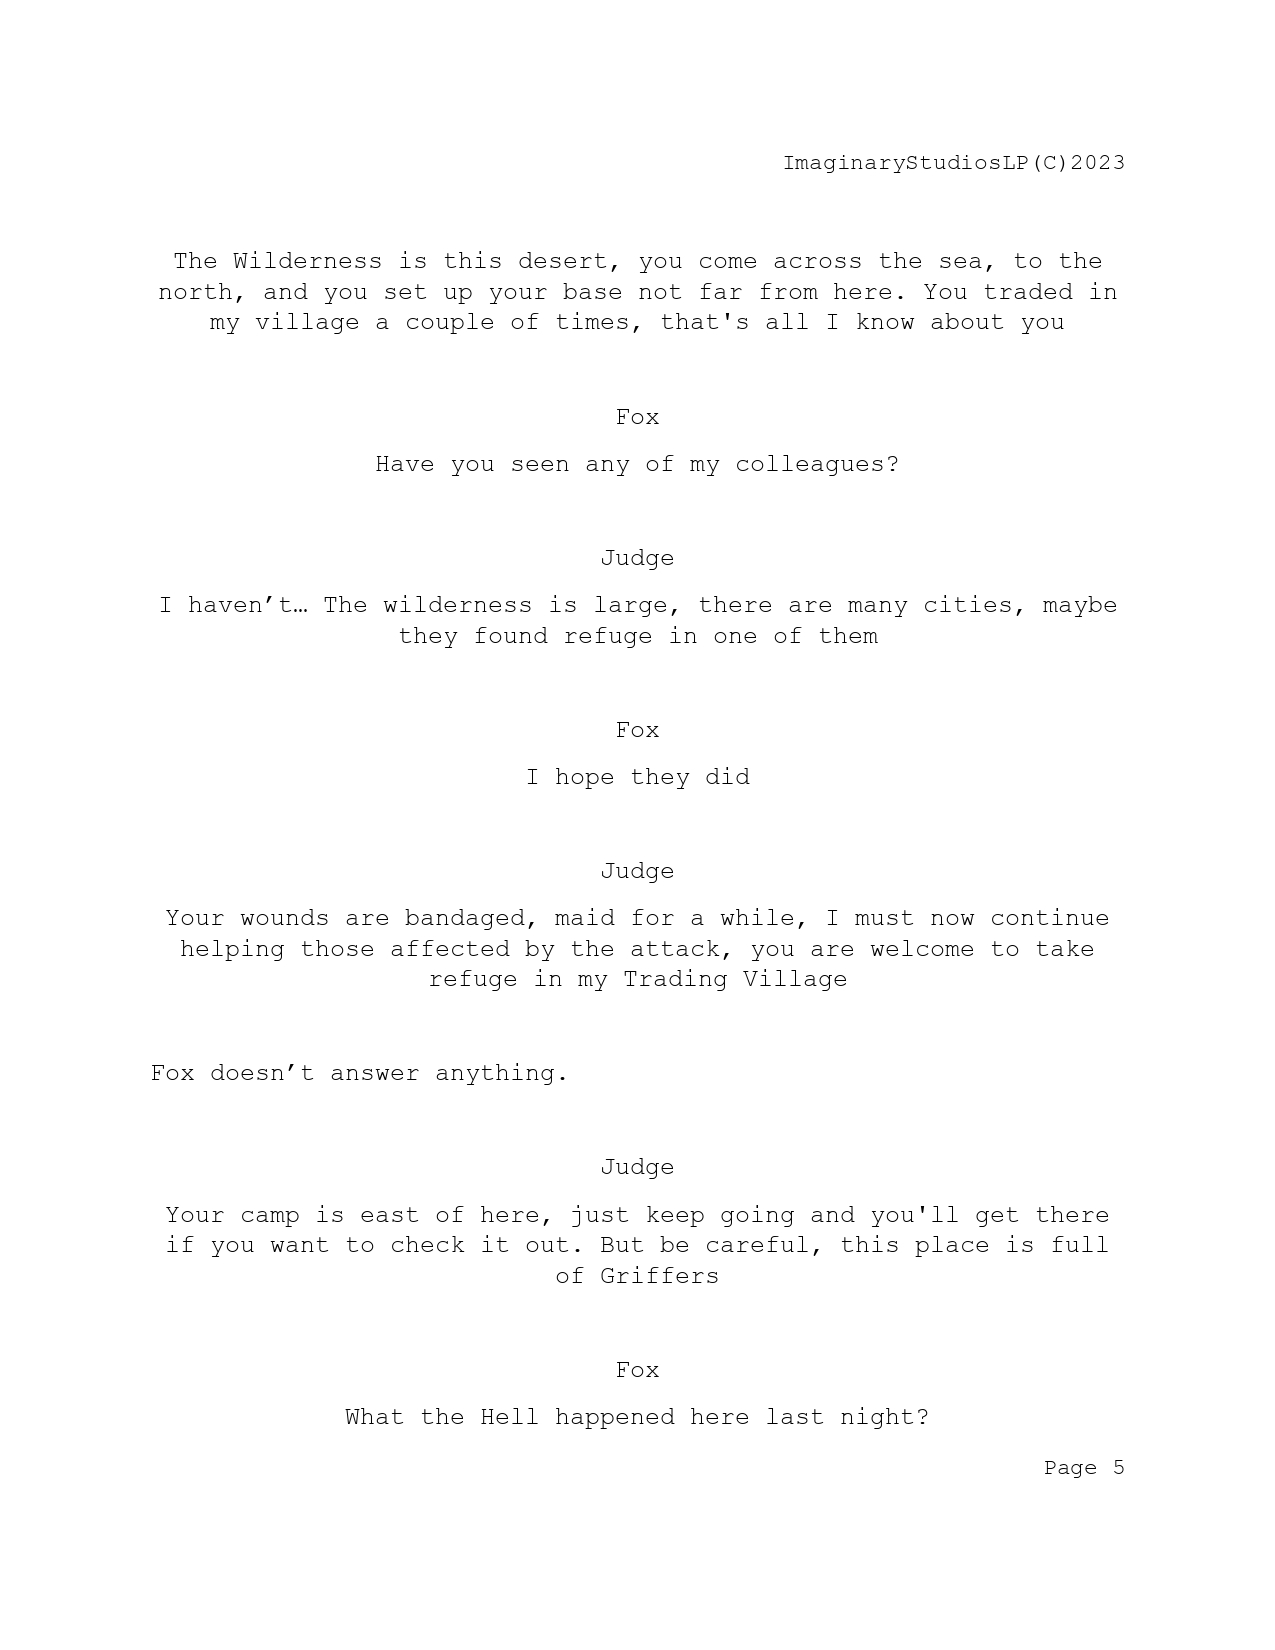 ImaginaryStudiosLP(C)2023
The Wilderness is this desert, you come across the sea, to the
north, and you set up your base not far from here. You traded in
my village a couple of times, that's all I know about you
Fox
Have you seen any of my colleagues?
Judge
I haven’t… The wilderness is large, there are many cities, maybe
they found refuge in one of them
Fox
I hope they did
Judge
Your wounds are bandaged, maid for a while, I must now continue
helping those affected by the attack, you are welcome to take
refuge in my Trading Village
Fox doesn’t answer anything.
Judge
Your camp is east of here, just keep going and you'll get there
if you want to check it out. But be careful, this place is full
of Griffers
Fox
What the Hell happened here last night?
Page 5